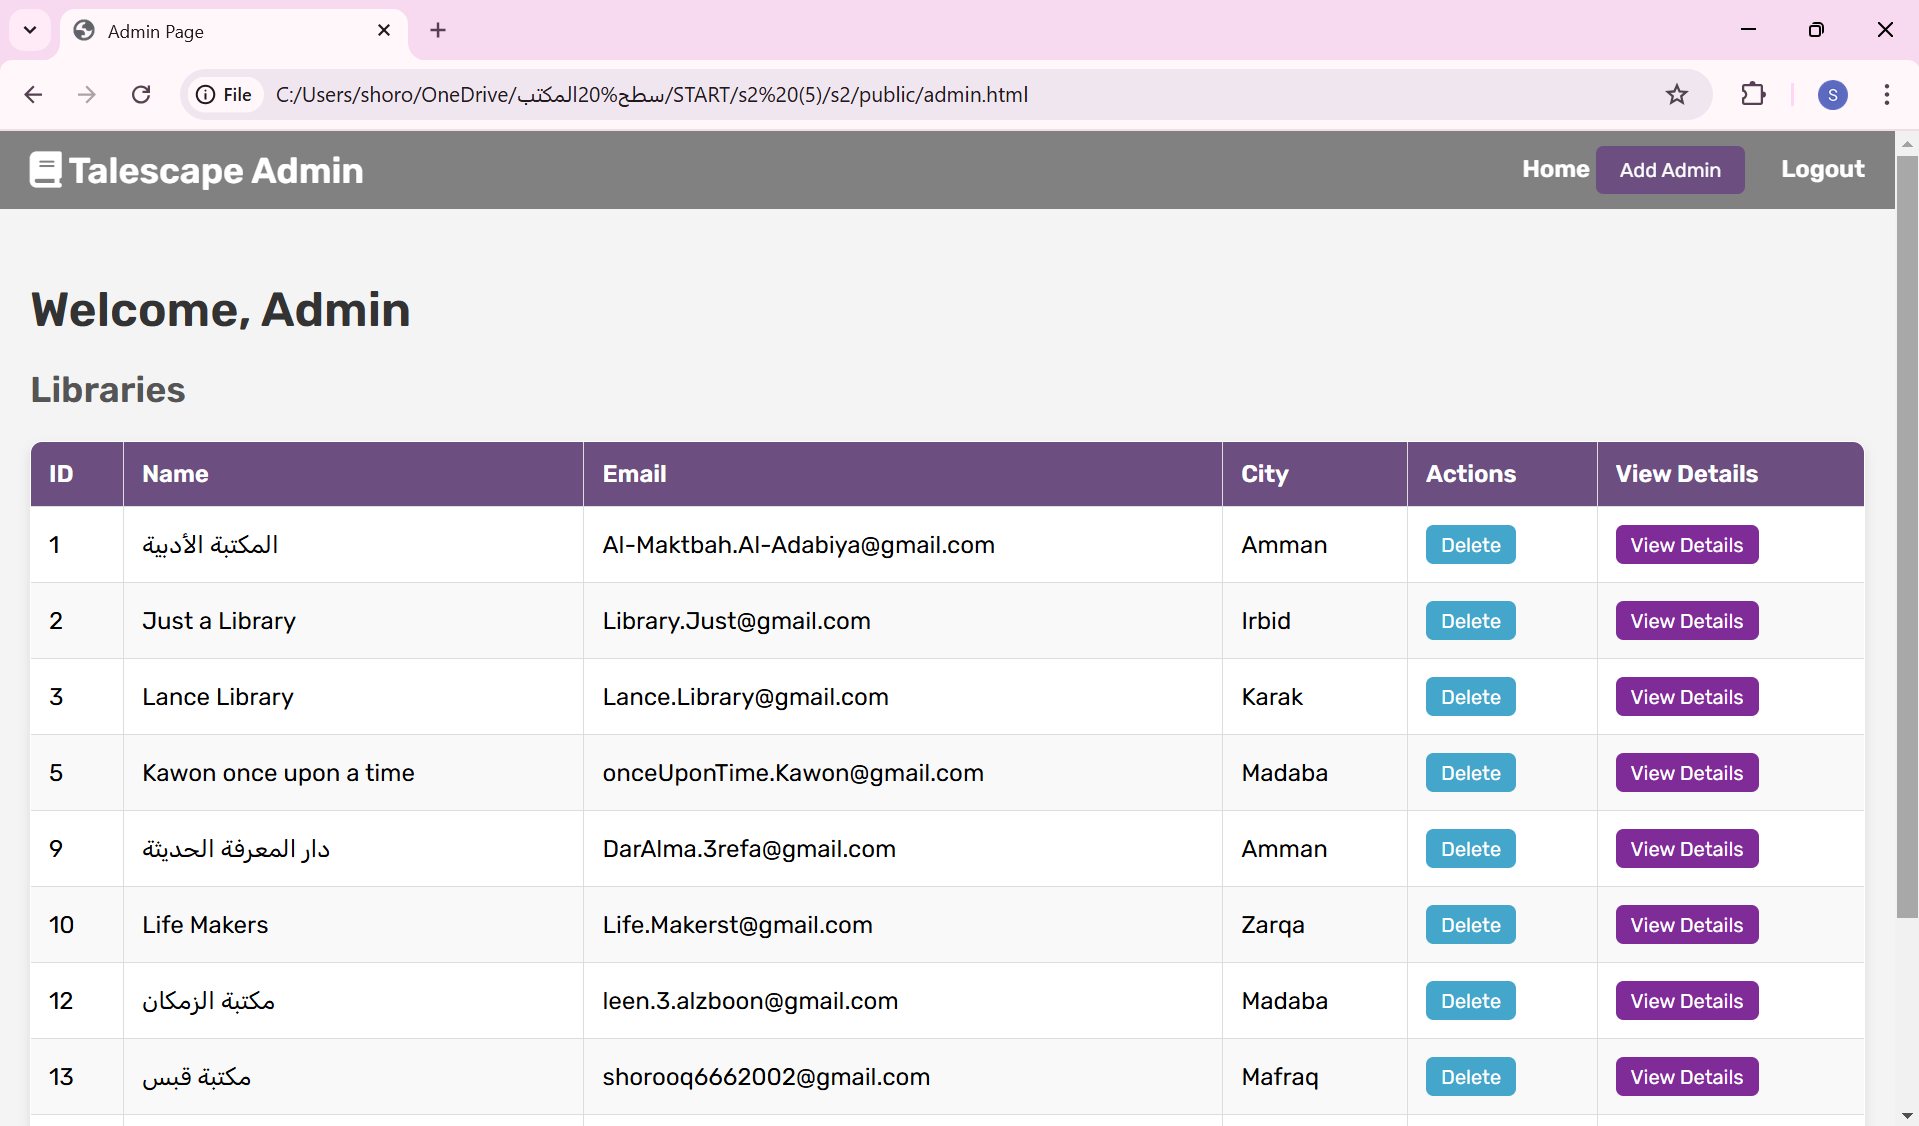 Admin Page
File C:/Users/shoro/OneDrive/سطح%20المكتب/START/s2%20(5)/s2/public/admin.html S
Talescape Admin Home Add Admin Logout
Welcome, Admin
Libraries
ID Name Email City Actions View Details
1 المكتبة الأدبية Al-Maktbah.Al-Adabiya@gmail.com Amman Delete View Details
2 Just a Library Library.Just@gmail.com Irbid Delete View Details
3 Lance Library Lance.Library@gmail.com Karak Delete View Details
5 Kawon once upon a time onceUponTime.Kawon@gmail.com Madaba Delete View Details
9 دار المعرفة الحديثة DarAlma.3refa@gmail.com Amman Delete View Details
10 Life Makers Life.Makerst@gmail.com Zarqa Delete View Details
12 مكتبة الزمكان leen.3.alzboon@gmail.com Madaba Delete View Details
13 مكتبة قبس shorooq6662002@gmail.com Mafraq Delete View Details